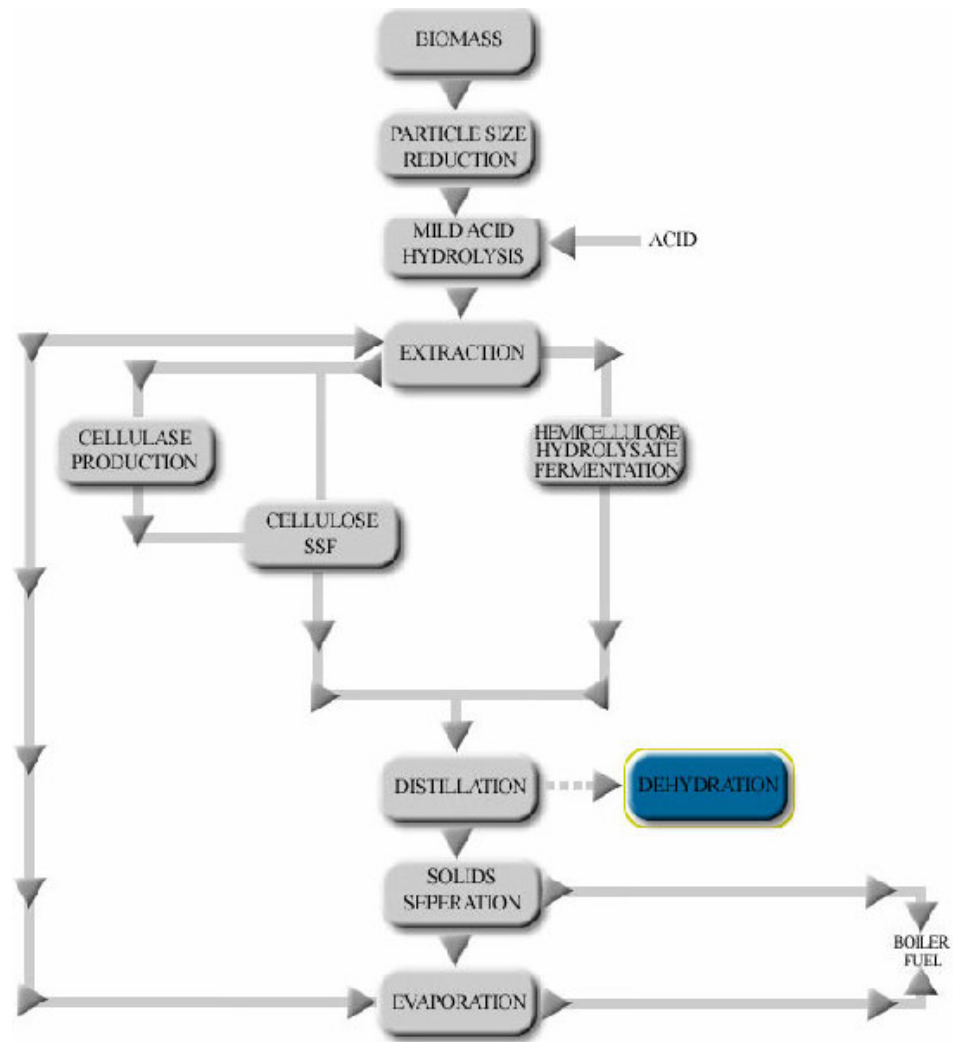 BIOMASS
PARTICLE SIZE
REDUCTION
MILD ACID
HYDROLYSIS
ACID
EXTRACTION
CELLULASE
PRODUCTION
HEMICELLULOSE
HYDROLYSATE
FERMENTATION
CELLULOSE
SSF
DISTILLATION
DEHYDRATION
SOLIDS
SEPERATION
BOILER
FUEL
EVAPORATION